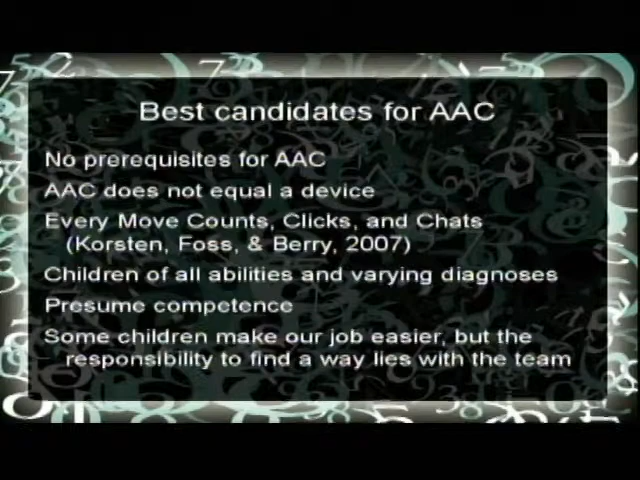 Best candidates for AAC
No prerequisites for AAC
AAC does not equal a device
Every Move Counts, Clicks, and Chats
(Korsten, Foss, & Berry, 2007)
Children of all abilities and varying diagnoses
Presume competence
Some children make our job easier, but the
responsibility to find a way lies with the team